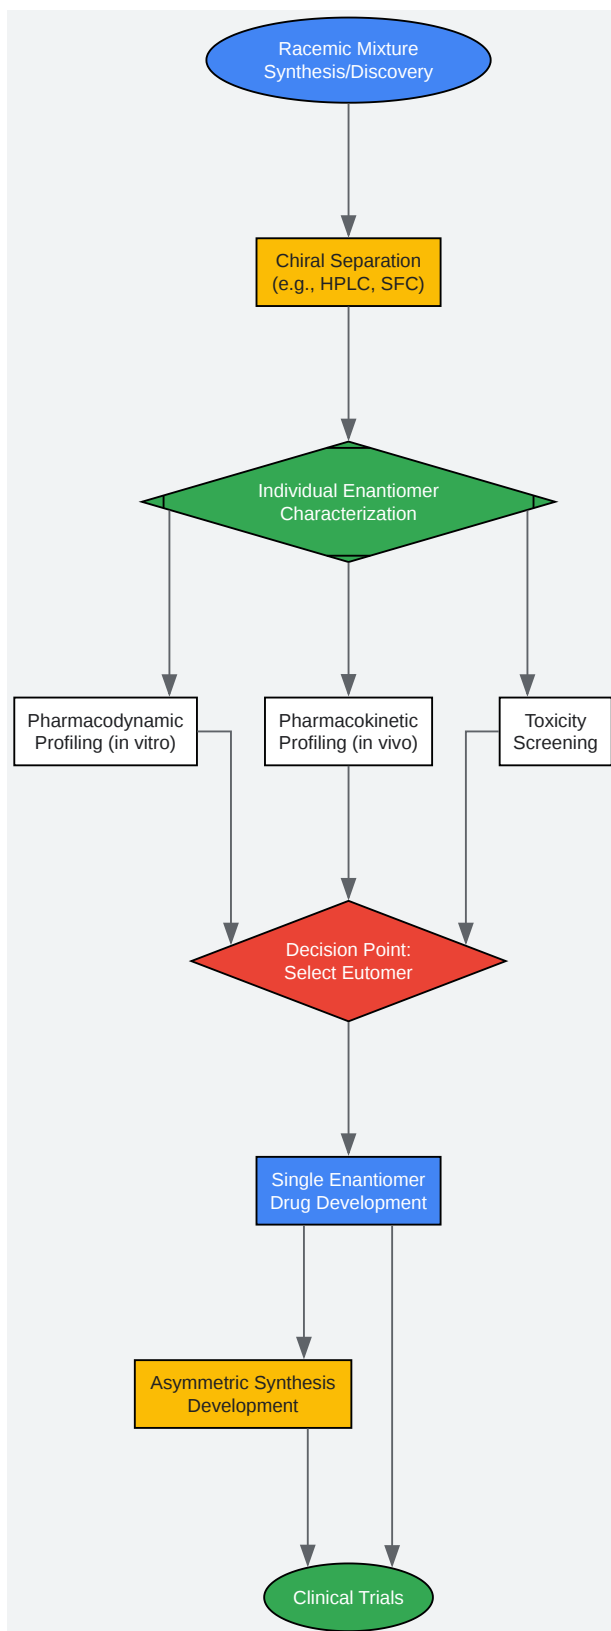 Racemic Mixture
Synthesis/Discovery
Chiral Separation
(e.g., HPLC, SFC)
Individual Enantiomer
Characterization
Pharmacodynamic
Profiling (in vitro)
Pharmacokinetic
Profiling (in vivo)
Toxicity
Screening
Decision Point:
Select Eutomer
Single Enantiomer
Drug Development
Asymmetric Synthesis
Development
Clinical Trials